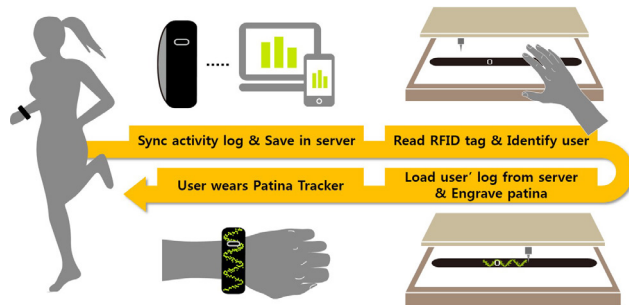 Sync activity log & Save in server
Read RFID tag & Identify user
User wears Patina Tracker
Load user' log from server
& Engrave patina